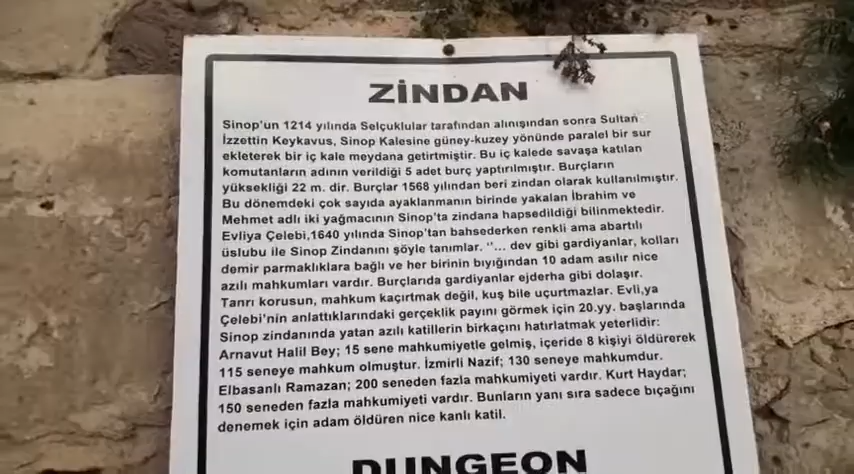 ZİNDAN
Sinop'un 1214 yılında Selçuklular tarafından alınışından sonra Sultan
İzzettin Keykavus, Sinop Kalesine güney-kuzey yönünde paralel bir sur
ekleterek bir iç kale meydana getirtmiştir. Bu iç kalede savaşa katılan
komutanların adının verildiği 5 adet burç yaptırılmıştır. Burçların
yüksekliği 22 m. dir. Burçlar 1568 yılından beri zindan olarak kullanılmıştır.
Bu dönemdeki çok sayıda ayaklanmanın birinde yakalan İbrahim ve
Mehmet adlı iki yağmacının Sinop'ta zindana hapsedildiği bilinmektedir.
Evliya Çelebi,1640 yılında Sinop'tan bahsederken renkli ama abartılı
üslubu ile Sinop Zindanını şöyle tanımlar. "... dev gibi gardiyanlar, kolları
demir parmaklıklara bağlı ve her birinin bıyığından 10 adam asılır nice
azılı mahkumları vardır. Burçlarıda gardiyanlar ejderha gibi dolaşır.
Tanrı korusun, mahkum kaçırtmak değil, kuş bile uçurtmazlar. Evli,ya
Çelebi'nin anlattıklarındaki gerçeklik payını görmek için 20.yy. başlarında
Sinop zindanında yatan azılı katillerin birkaçını hatırlatmak yeterlidir:
Arnavut Halil Bey; 15 sene mahkumiyetle gelmiş, içeride 8 kişiyi öldürerek
115 seneye mahkum olmuştur. İzmirli Nazif; 130 seneye mahkumdur.
Elbasanlı Ramazan; 200 seneden fazla mahkumiyeti vardır. Kurt Haydar;
150 seneden fazla mahkumiyeti vardır. Bunların yanı sıra sadece bıçağını
denemek için adam öldüren nice kanlı katil.
DUNGEON